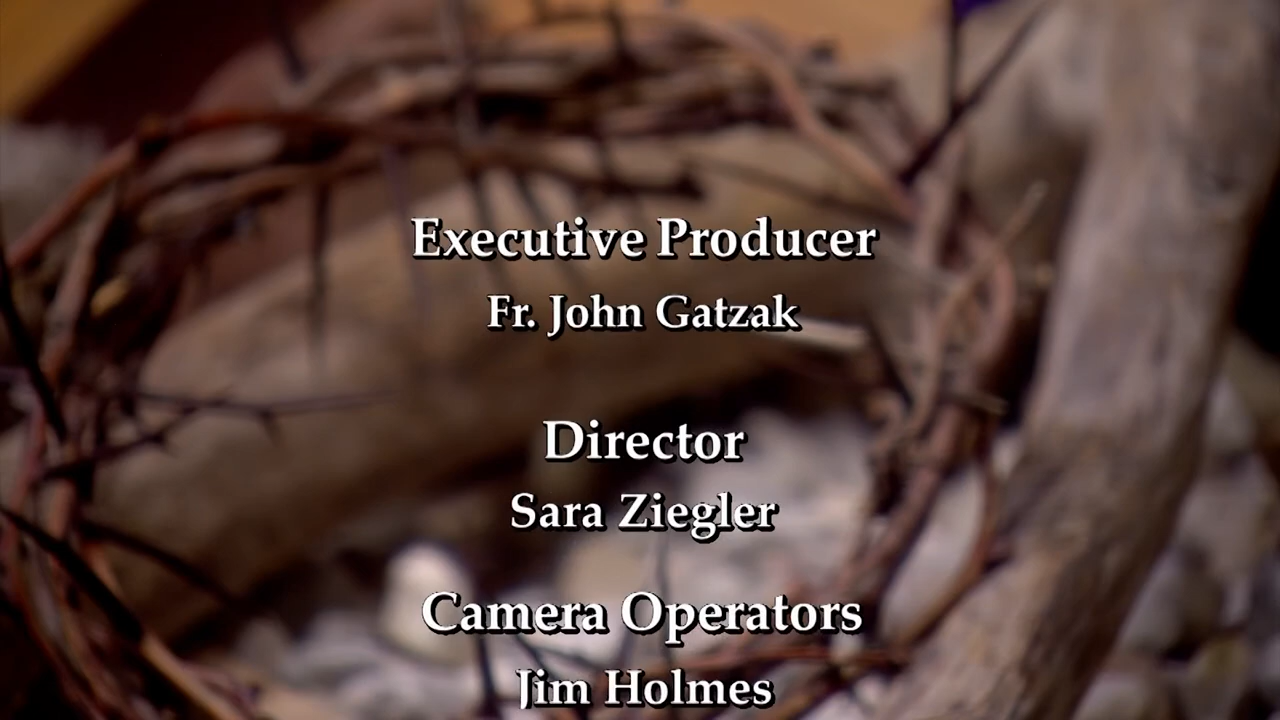 Executive Producer
Fr. John Gatzak
Director
Sara Ziegler
Camera Operators
Jim Holmes